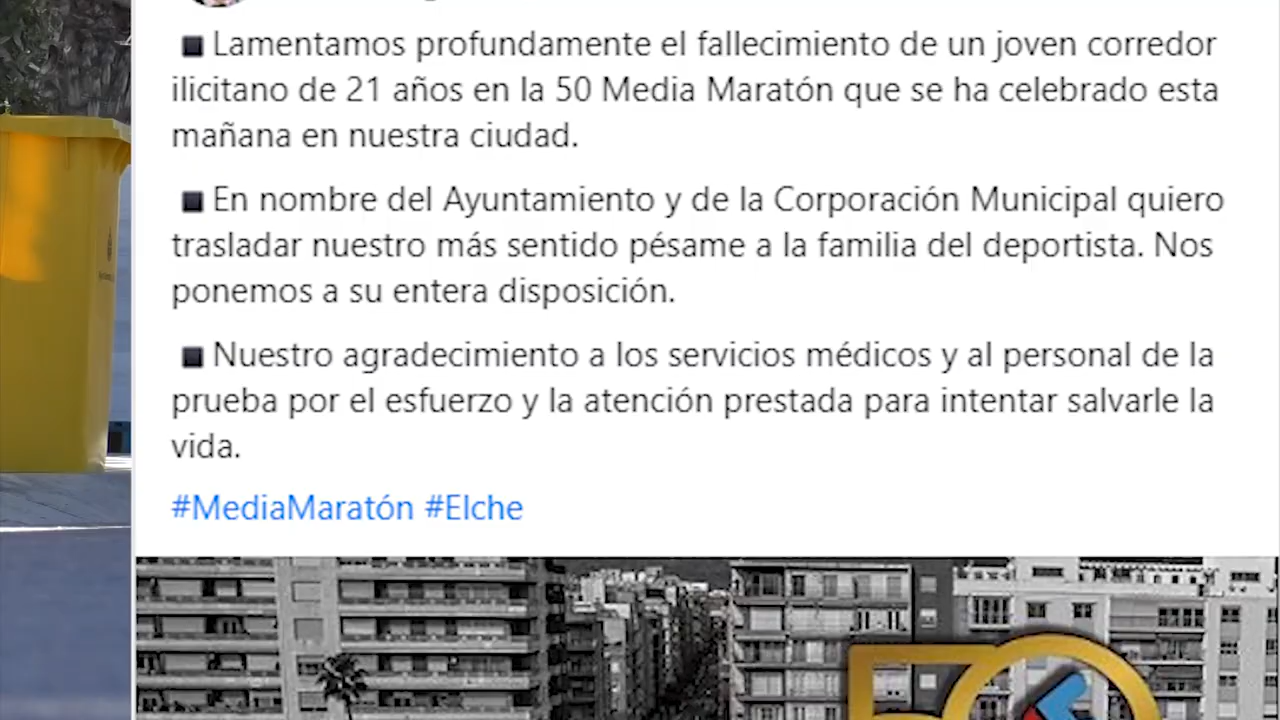 Lamentamos profundamente el fallecimiento de un joven corredor
ilicitano de 21 años en la 50 Media Maratón que se ha celebrado esta
mañana en nuestra ciudad.
En nombre del Ayuntamiento y de la Corporación Municipal quiero
trasladar nuestro más sentido pésame a la familia del deportista. Nos
ponemos a su entera disposición.
Nuestro agradecimiento a los servicios médicos y al personal de la
prueba por el esfuerzo y la atención prestada para intentar salvarle la
vida.
#MediaMaratón #Elche
50